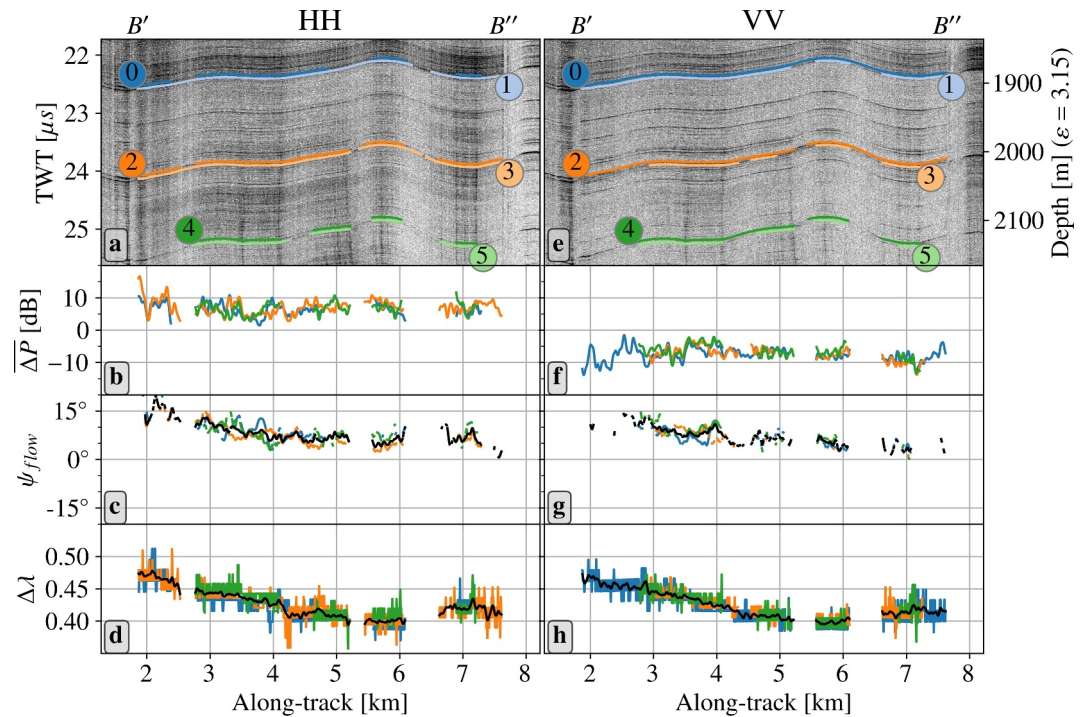 HH VV
B′ B″ B′ B″
22
23
24
25
TWT [μs]
0
1
2
3
4
5
a
0
1
2
3
4
5
e
1900
2000
2100
Depth [m] (ε = 3.15)
10
0
−10
ΔP̅ [dB]
b
f
15°
0°
-15°
ψflow
c
g
0.50
0.45
0.40
Δλ
d
h
2 3 4 5 6 7 8 2 3 4 5 6 7 8
Along-track [km] Along-track [km]